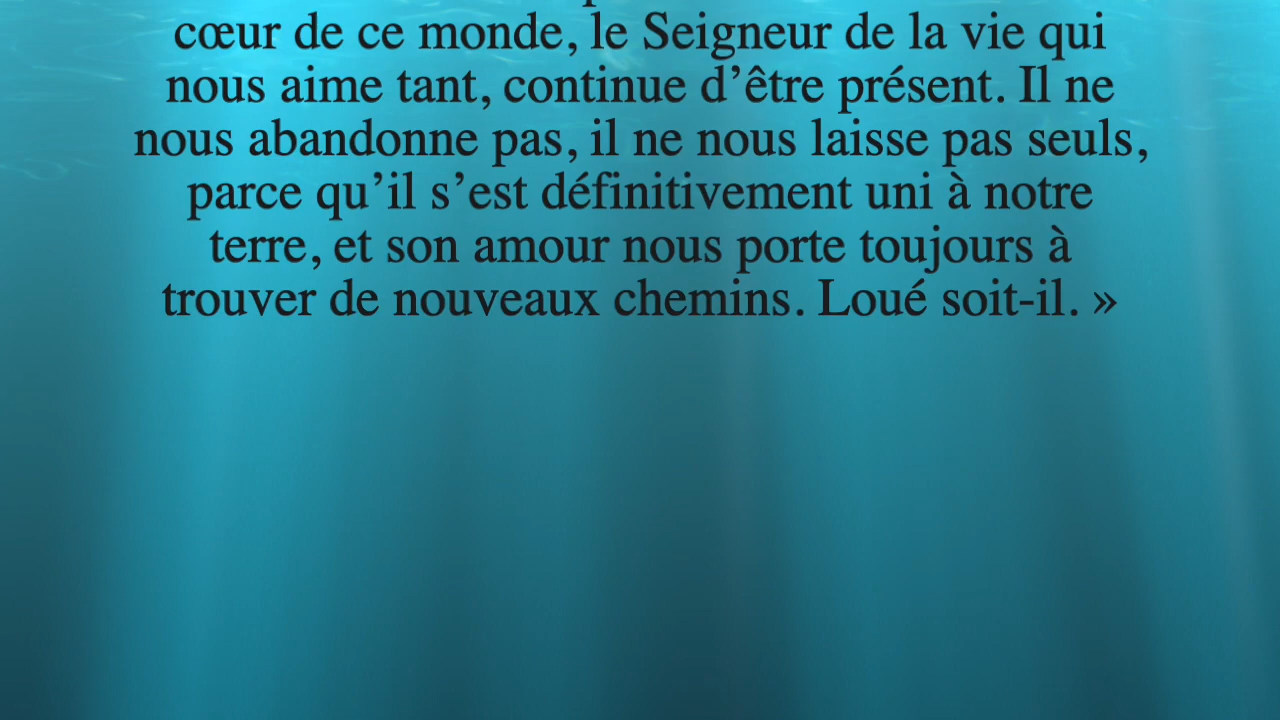 cœur de ce monde, le Seigneur de la vie qui
nous aime tant, continue d’être présent. Il ne
nous abandonne pas, il ne nous laisse pas seuls,
parce qu’il s’est définitivement uni à notre
terre, et son amour nous porte toujours à
trouver de nouveaux chemins. Loué soit-il. »